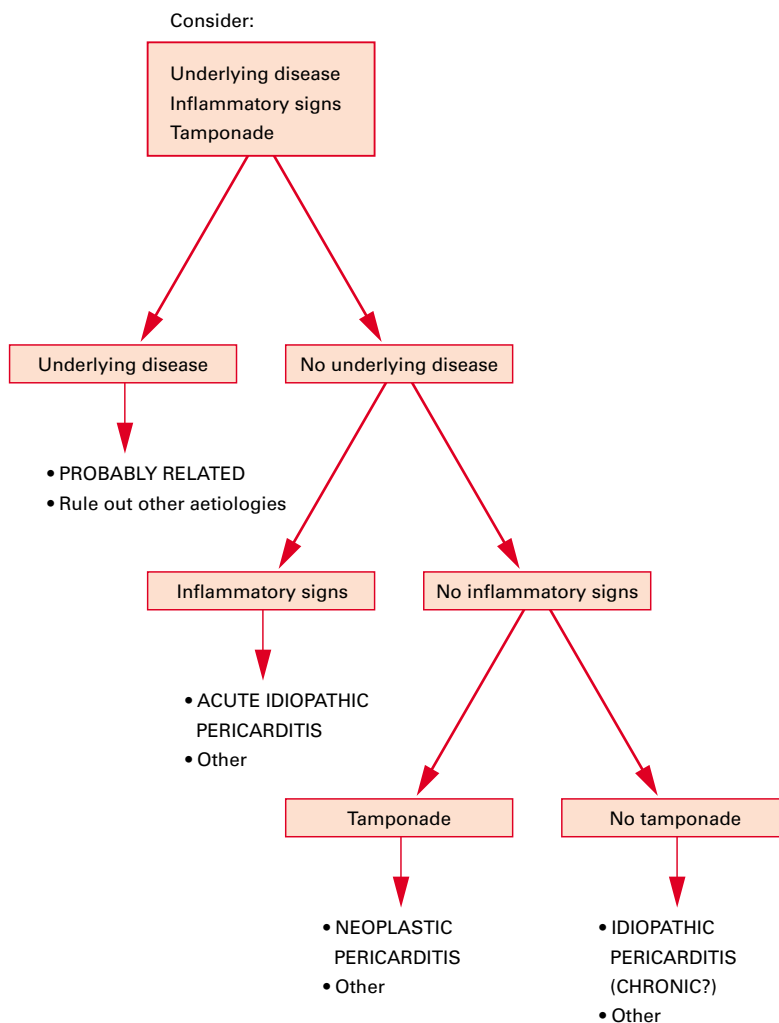 Consider:
Underlying disease
Inflammatory signs
Tamponade
Underlying disease
No underlying disease
• PROBABLY RELATED
• Rule out other aetiologies
Inflammatory signs
No inflammatory signs
• ACUTE IDIOPATHIC
PERICARDITIS
• Other
Tamponade
No tamponade
• NEOPLASTIC
PERICARDITIS
• Other
• IDIOPATHIC
PERICARDITIS
(CHRONIC?)
• Other